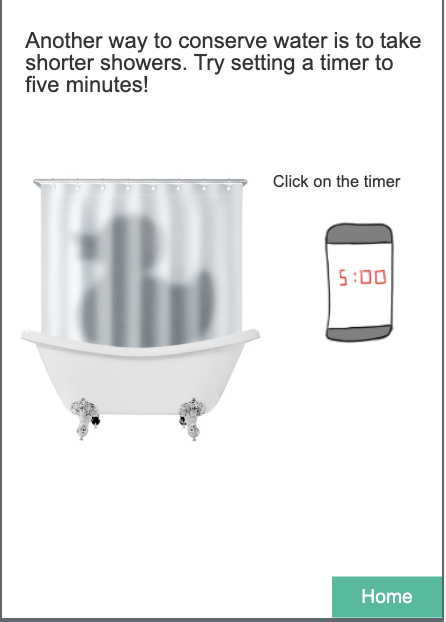 Another way to conserve water is to take
shorter showers. Try setting a timer to
five minutes!
Click on the timer
5:00
Home